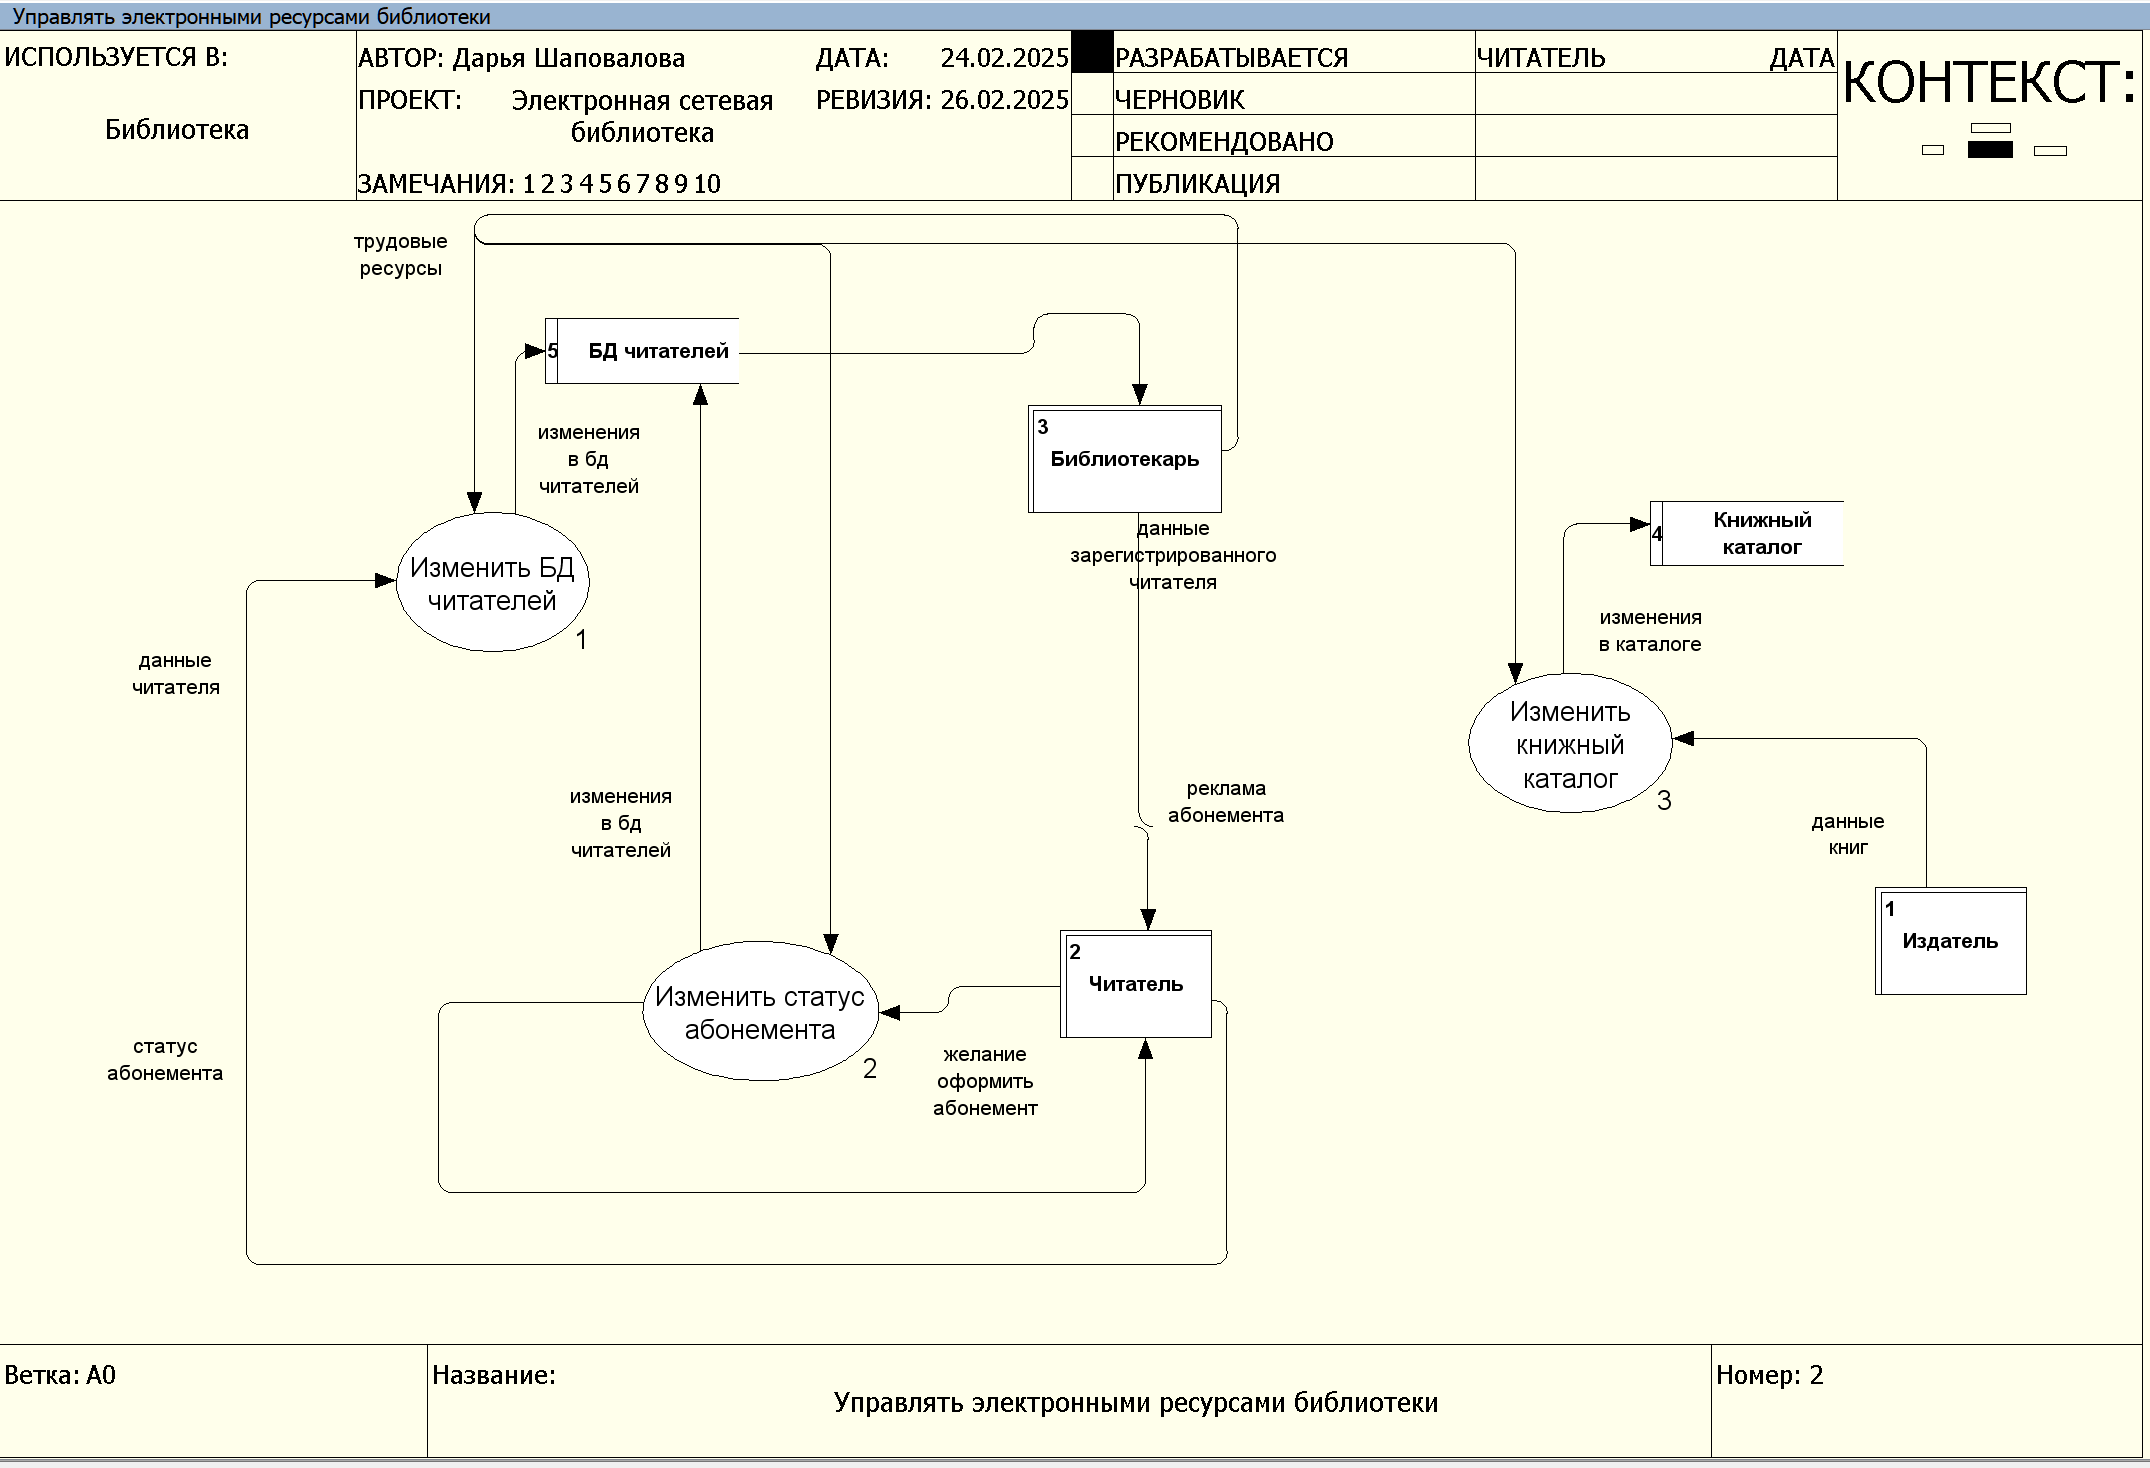 Управлять электронными ресурсами библиотеки
ИСПОЛЬЗУЕТСЯ В:
Библиотека
АВТОР: Дарья Шаповалова
ДАТА: 24.02.2025
ПРОЕКТ: Электронная сетевая
библиотека
РЕВИЗИЯ: 26.02.2025
ЗАМЕЧАНИЯ: 1 2 3 4 5 6 7 8 9 10
РАЗРАБАТЫВАЕТСЯ
ЧЕРНОВИК
РЕКОМЕНДОВАНО
ПУБЛИКАЦИЯ
ЧИТАТЕЛЬ ДАТА
КОНТЕКСТ:
трудовые
ресурсы
5 БД читателей
изменения
в бд
читателей
3
Библиотекарь
данные
зарегистрированного
читателя
4
Книжный
каталог
Изменить БД
читателей
1
изменения
в каталоге
данные
читателя
Изменить
книжный
каталог
3
изменения
в бд
читателей
реклама
абонемента
данные
книг
1
Издатель
2
Читатель
Изменить статус
абонемента
2
статус
абонемента
желание
оформить
абонемент
Ветка: A0
Название:
Управлять электронными ресурсами библиотеки
Номер: 2